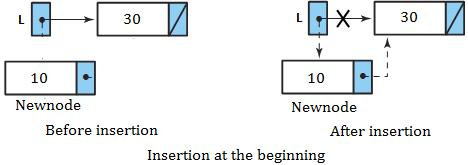 L 30 L 30
10 10
Newnode Newnode
Before insertion After insertion
Insertion at the beginning